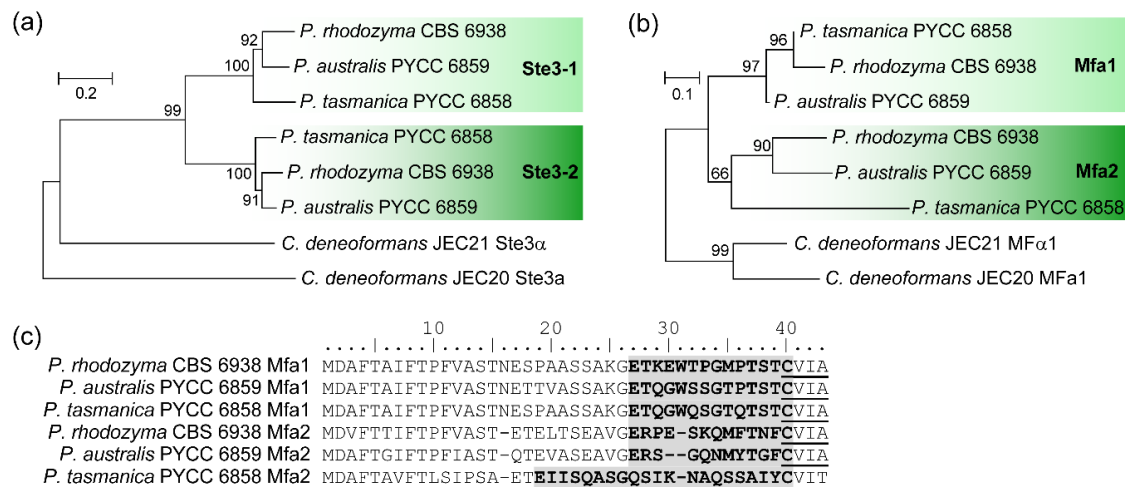 (a)
P. rhodozyma CBS 6938
92
P. australis PYCC 6859
Ste3-1
100
0.2
P. tasmanica PYCC 6858
99
P. tasmanica PYCC 6858
100
P. rhodozyma CBS 6938
Ste3-2
91
P. australis PYCC 6859
C. deneoformans JEC21 Ste3α
C. deneoformans JEC20 Ste3a
(b)
P. tasmanica PYCC 6858
96
97
P. rhodozyma CBS 6938
Mfa1
0.1
P. australis PYCC 6859
P. rhodozyma CBS 6938
90
66
P. australis PYCC 6859
Mfa2
P. tasmanica PYCC 6858
99
C. deneoformans JEC21 MFα1
C. deneoformans JEC20 MFa1
(c)
10 20 30 40
P. rhodozyma CBS 6938 Mfa1 MDAFTAIFTPFVASTNESPAASSAKGETKEWTPGMPTSTCVIA
P. australis PYCC 6859 Mfa1 MDAFTAIFTPFVASTNETTVASSAKGETQGWSSGTPTSTCVIA
P. tasmanica PYCC 6858 Mfa1 MDAFTAIFTPFVASTNESPAASSAKGETQGWQSGTQTSTCVIA
P. rhodozyma CBS 6938 Mfa2 MDVFTTIFTPFVAST-ETELTSEAVGERPE-SKQMFTNFCVIA
P. australis PYCC 6859 Mfa2 MDAFTGIFTPFIAST-QTEVASEAVGERS--GQNMYTGFCVIA
P. tasmanica PYCC 6858 Mfa2 MDAFTAVFTLSIPSA-ETEIISQASGQSIK-NAQSSAIYCVIT